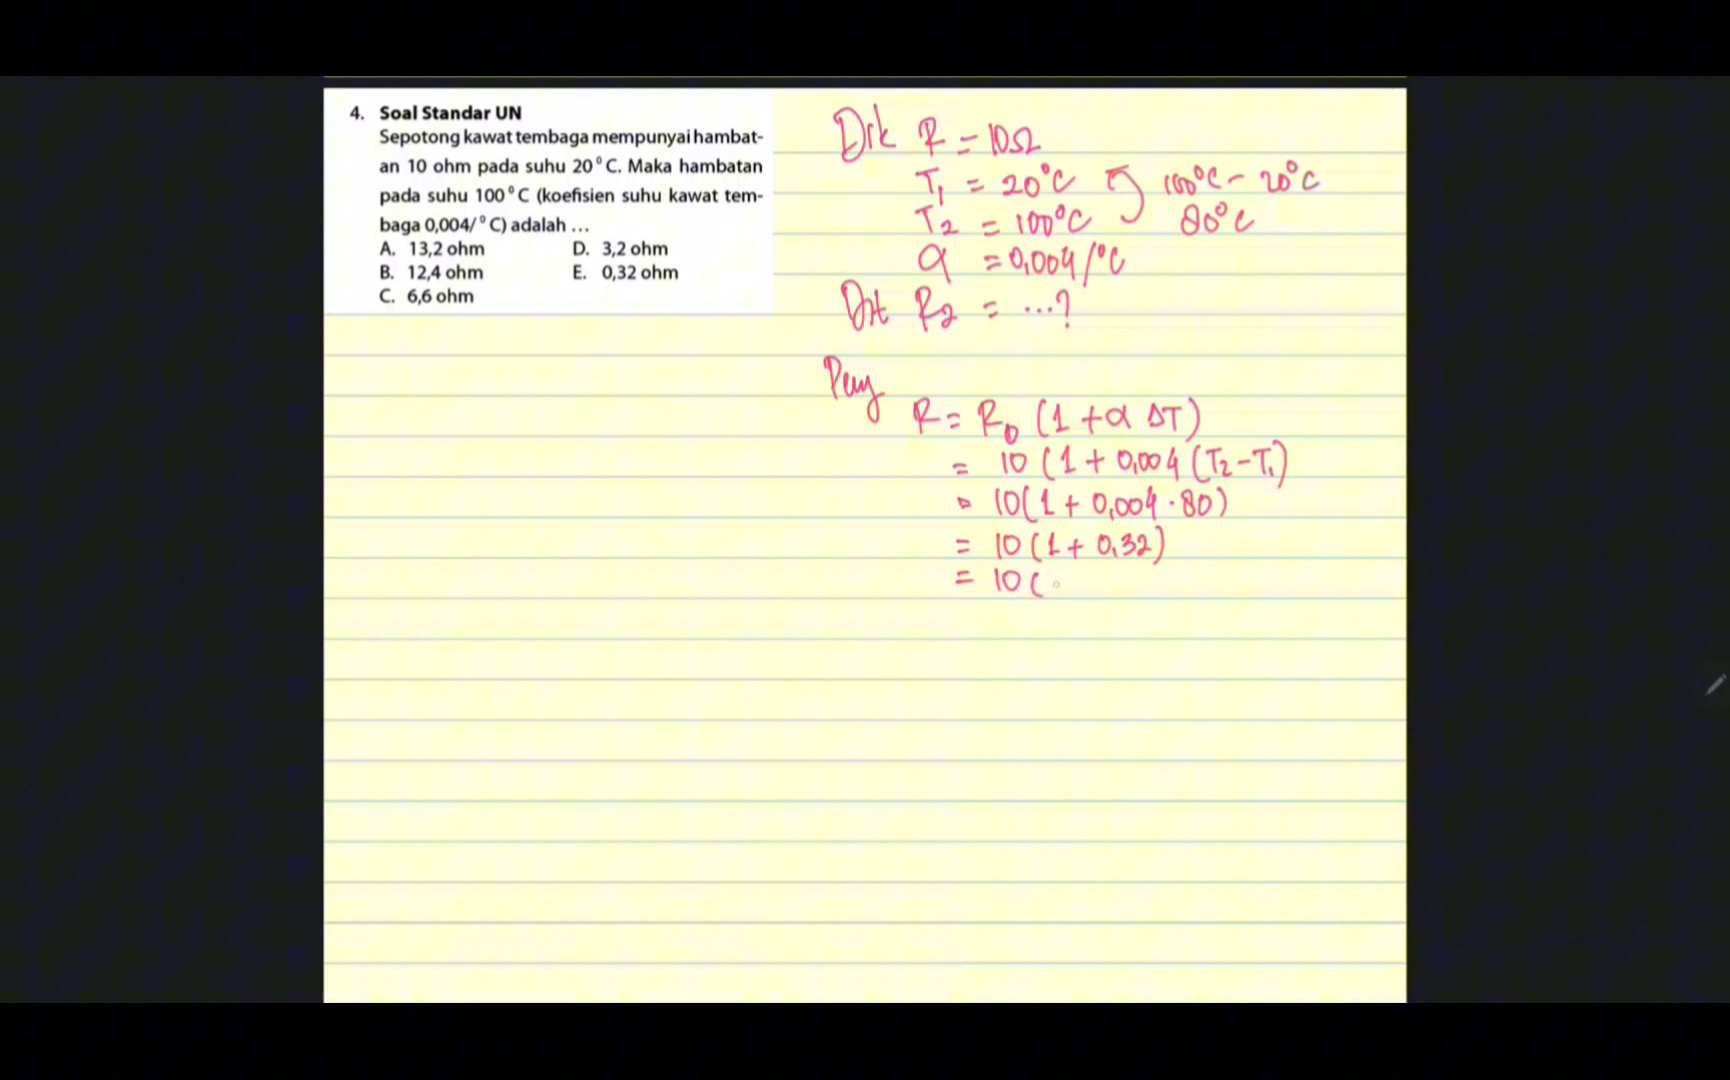 4. Soal Standar UN
Sepotong kawat tembaga mempunyai hambat-
an 10 ohm pada suhu 20°C. Maka hambatan
pada suhu 100°C (koefisien suhu kawat tem-
baga 0,004/°C) adalah ...
A. 13,2 ohm D. 3,2 ohm
B. 12,4 ohm E. 0,32 ohm
C. 6,6 ohm
Dik R = 10Ω
T₁ = 20°C 100°C - 20°C
T₂ = 100°C 80°C
α = 0,004/°C
Dit R₂ = ...?
Peny
R = R₀ (1 + α ΔT)
= 10 (1 + 0,004 (T₂-T₁)
= 10(1 + 0,004 · 80)
= 10 (1 + 0,32)
= 10 (